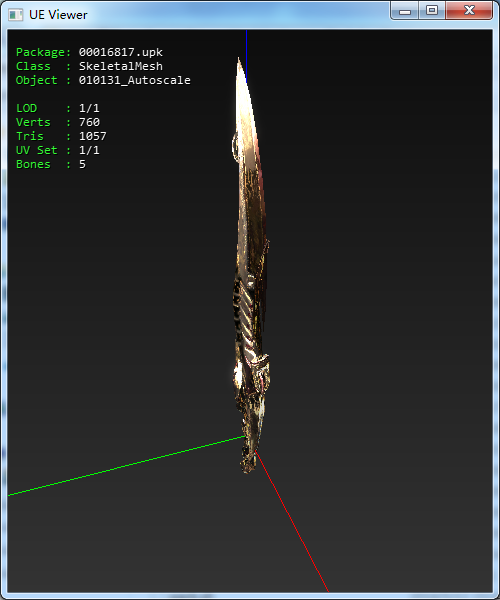 UE Viewer
Package: 00016817.upk
Class : SkeletalMesh
Object : 010131_Autoscale
LOD : 1/1
Verts : 760
Tris : 1057
UV Set : 1/1
Bones : 5